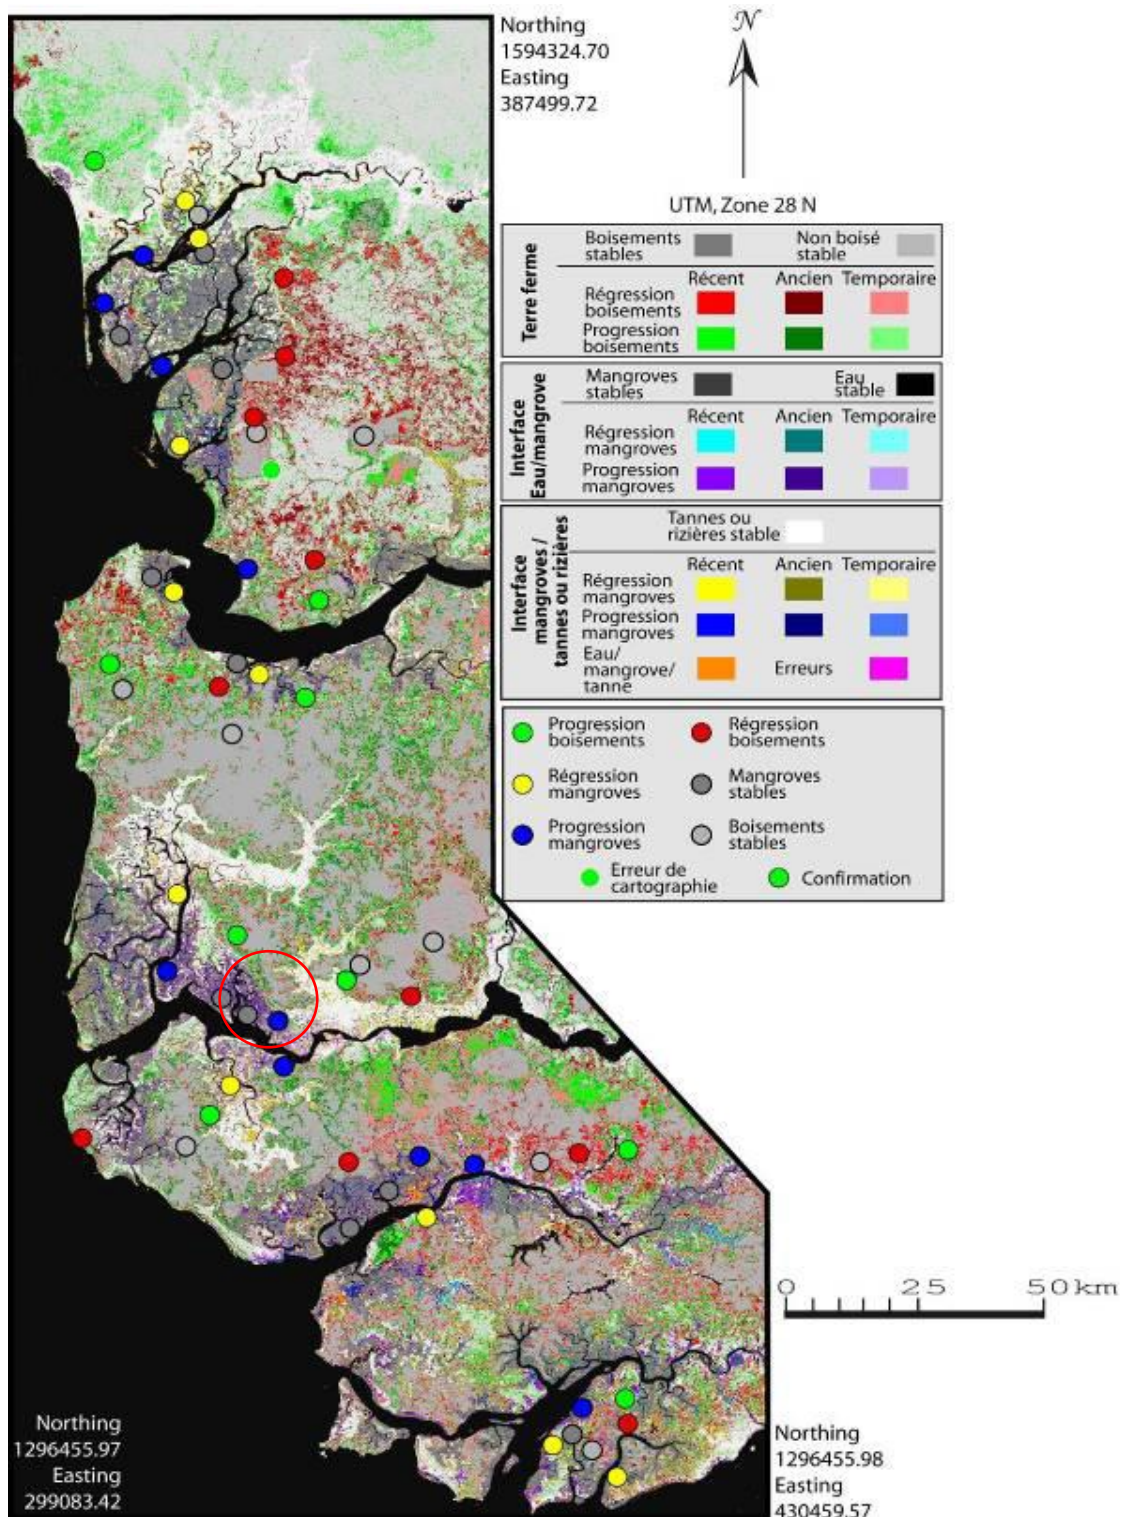 Northing
1594324.70
Easting
387499.72
N
UTM, Zone 28 N
Terre ferme
Boisements
stables
Non boisé
stable
Récent Ancien Temporaire
Régression
boisements
Progression
boisements
Interface
Eau/mangrove
Mangroves
stables
Eau
stable
Récent Ancien Temporaire
Régression
mangroves
Progression
mangroves
Interface
mangroves /
tannes ou rizières
Tannes ou
rizières stable
Récent Ancien Temporaire
Régression
mangroves
Progression
mangroves
Eau/
mangrove/
tanne
Erreurs
Progression
boisements
Régression
boisements
Régression
mangroves
Mangroves
stables
Progression
mangroves
Boisements
stables
Erreur de
cartographie
Confirmation
0 25 50 km
Northing
1296455.97
Easting
299083.42
Northing
1296455.98
Easting
430459.57